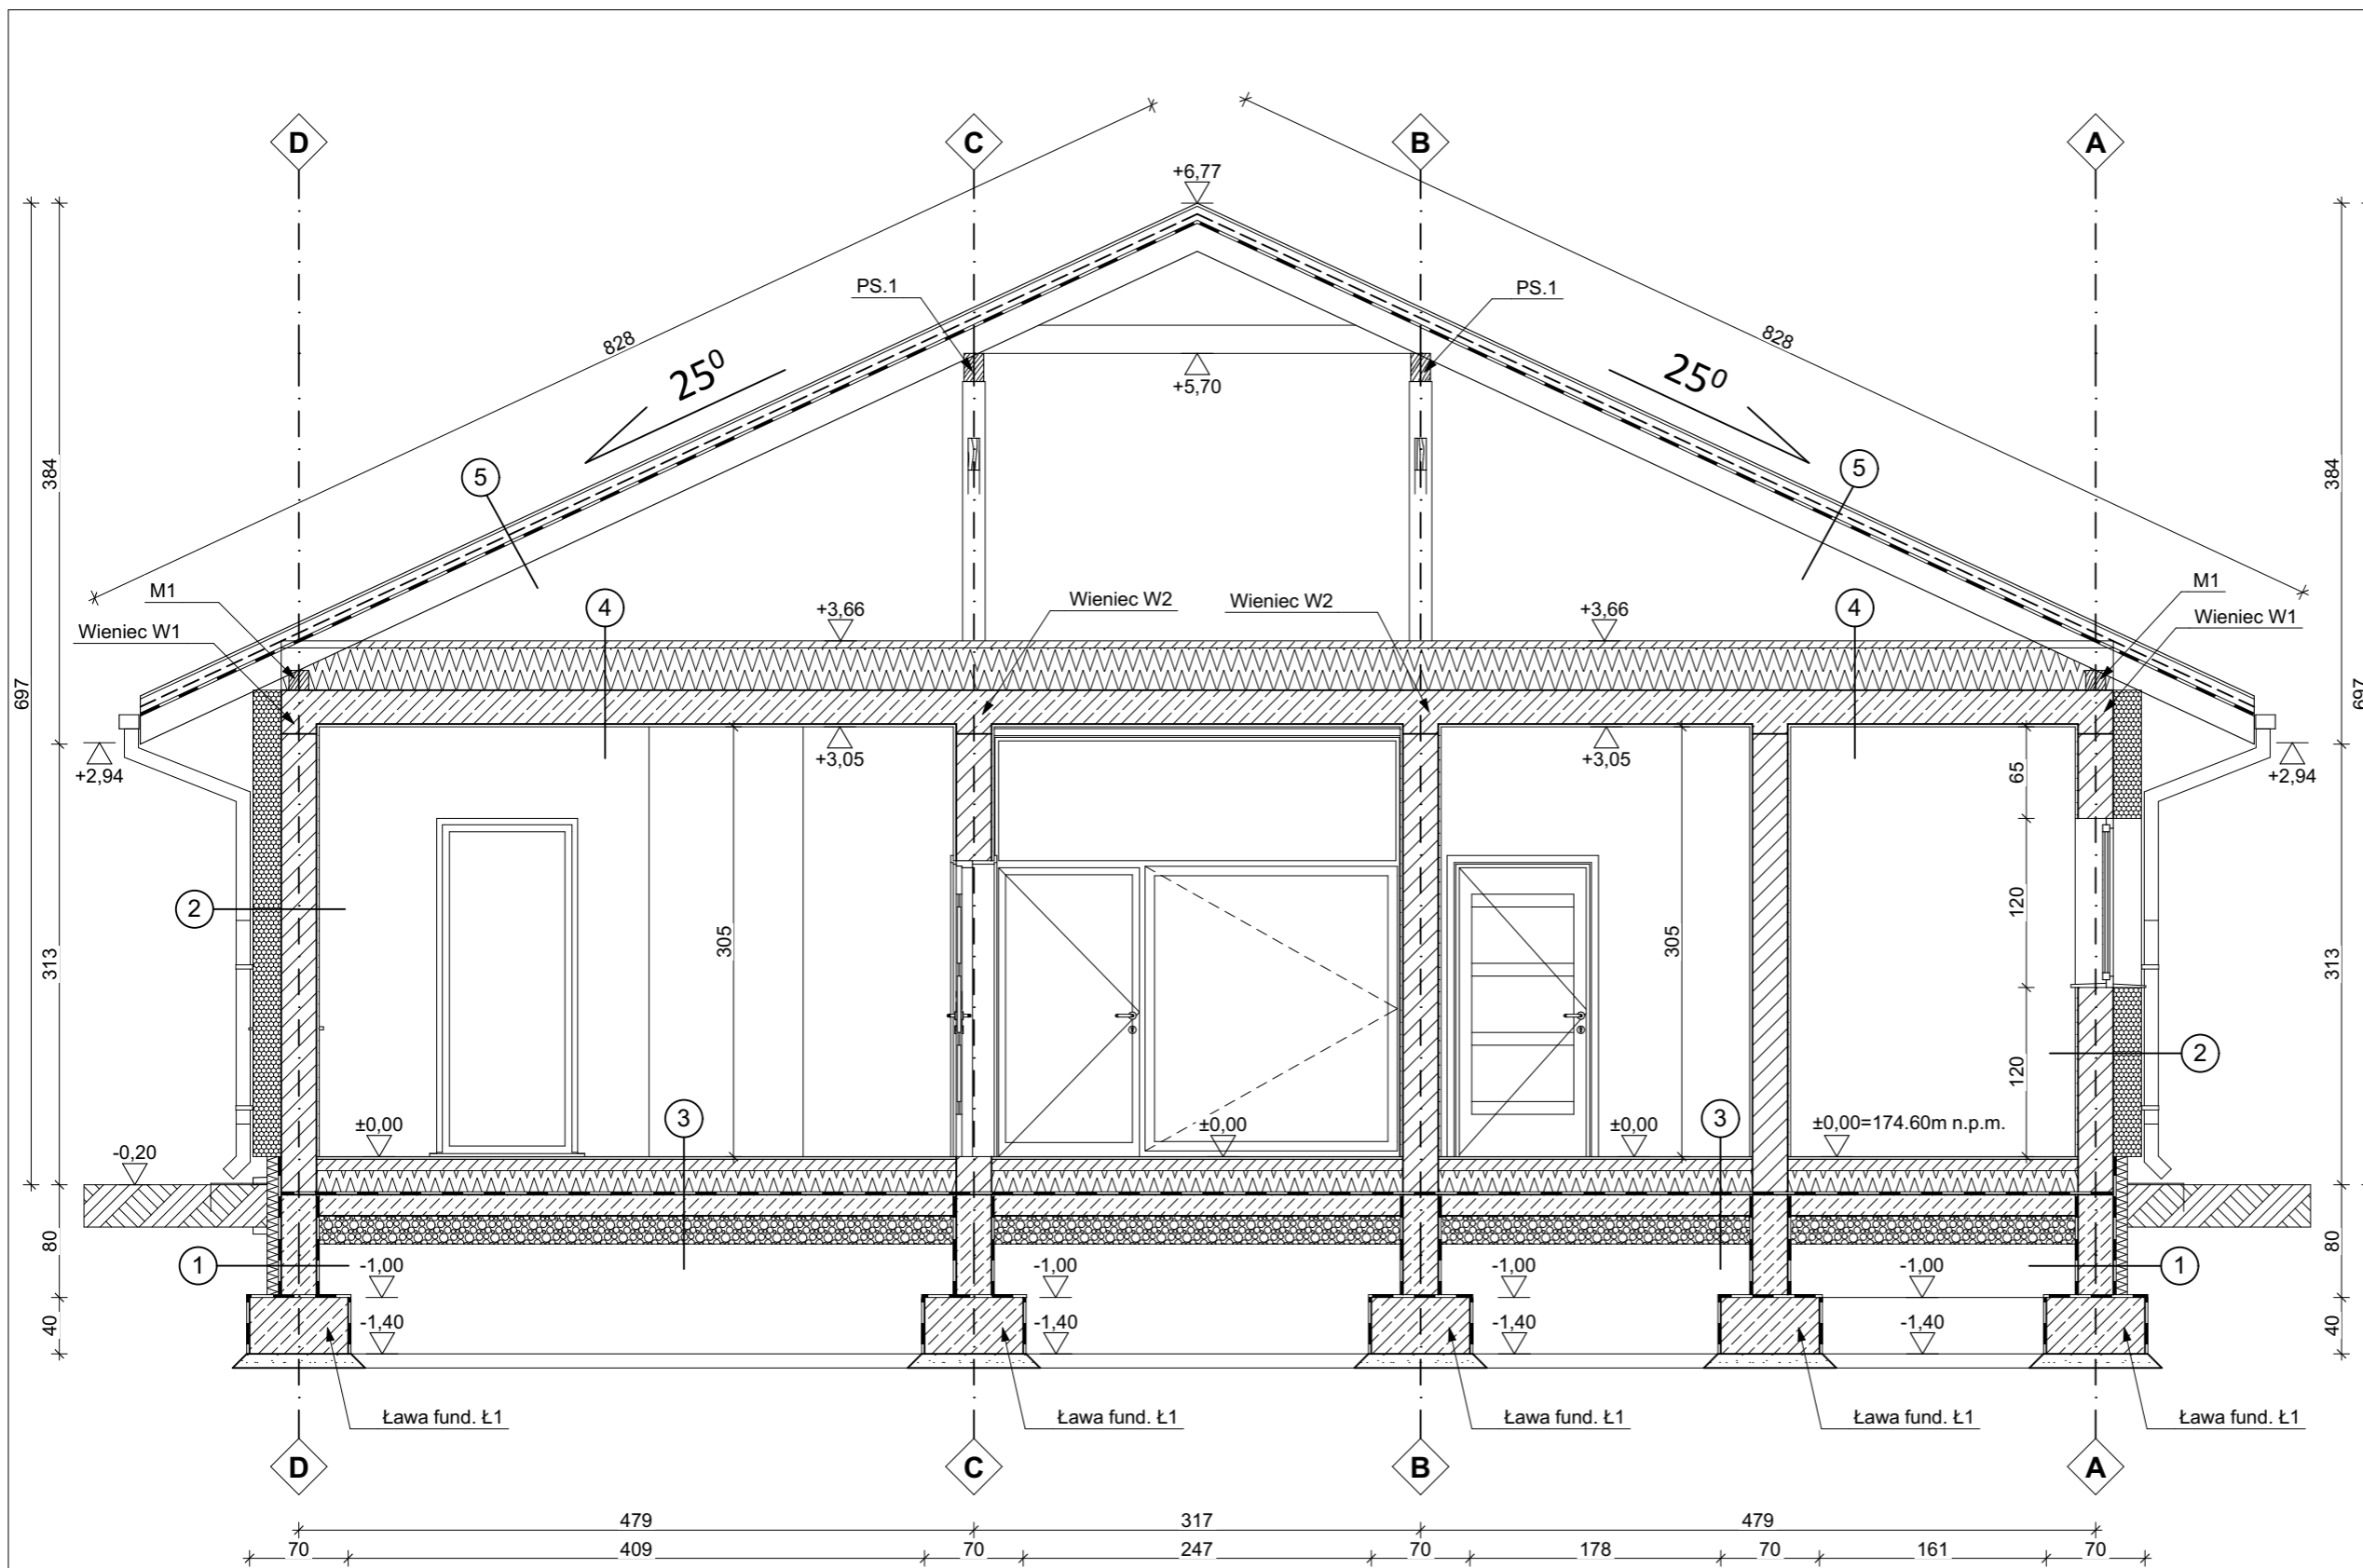 D
C
B
A
+6,77
PS.1
PS.1
828
828
25⁰
25⁰
+5,70
384
384
5
5
M1
M1
4
4
Wieniec W1
Wieniec W2
Wieniec W2
Wieniec W1
+3,66
+3,66
697
697
+2,94
+3,05
+3,05
+2,94
65
2
305
305
120
313
313
2
120
3
3
±0,00
±0,00
±0,00
±0,00=174.60m n.p.m.
-0,20
80
80
1
-1,00
-1,00
-1,00
-1,00
1
40
-1,40
-1,40
-1,40
-1,40
40
Ława fund. Ł1
Ława fund. Ł1
Ława fund. Ł1
Ława fund. Ł1
Ława fund. Ł1
D
C
B
A
479
317
479
70
409
70
247
70
178
70
161
70